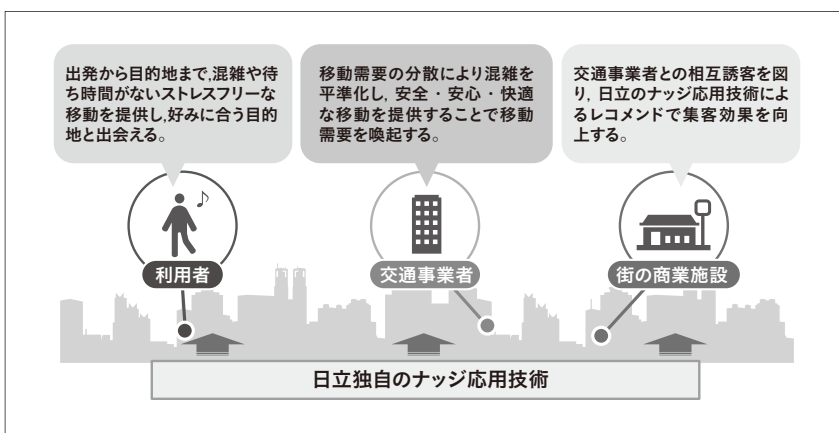 出発から目的地まで,混雑や待
ち時間がないストレスフリーな
移動を提供し,好みに合う目的
地と出会える。
移動需要の分散により混雑を
平準化し, 安全・安心・快適
な移動を提供することで移動
需要を喚起する。
交通事業者との相互誘客を図
り, 日立のナッジ応用技術によ
るレコメンドで集客効果を向
上する。
利用者
交通事業者
街の商業施設
日立独自のナッジ応用技術